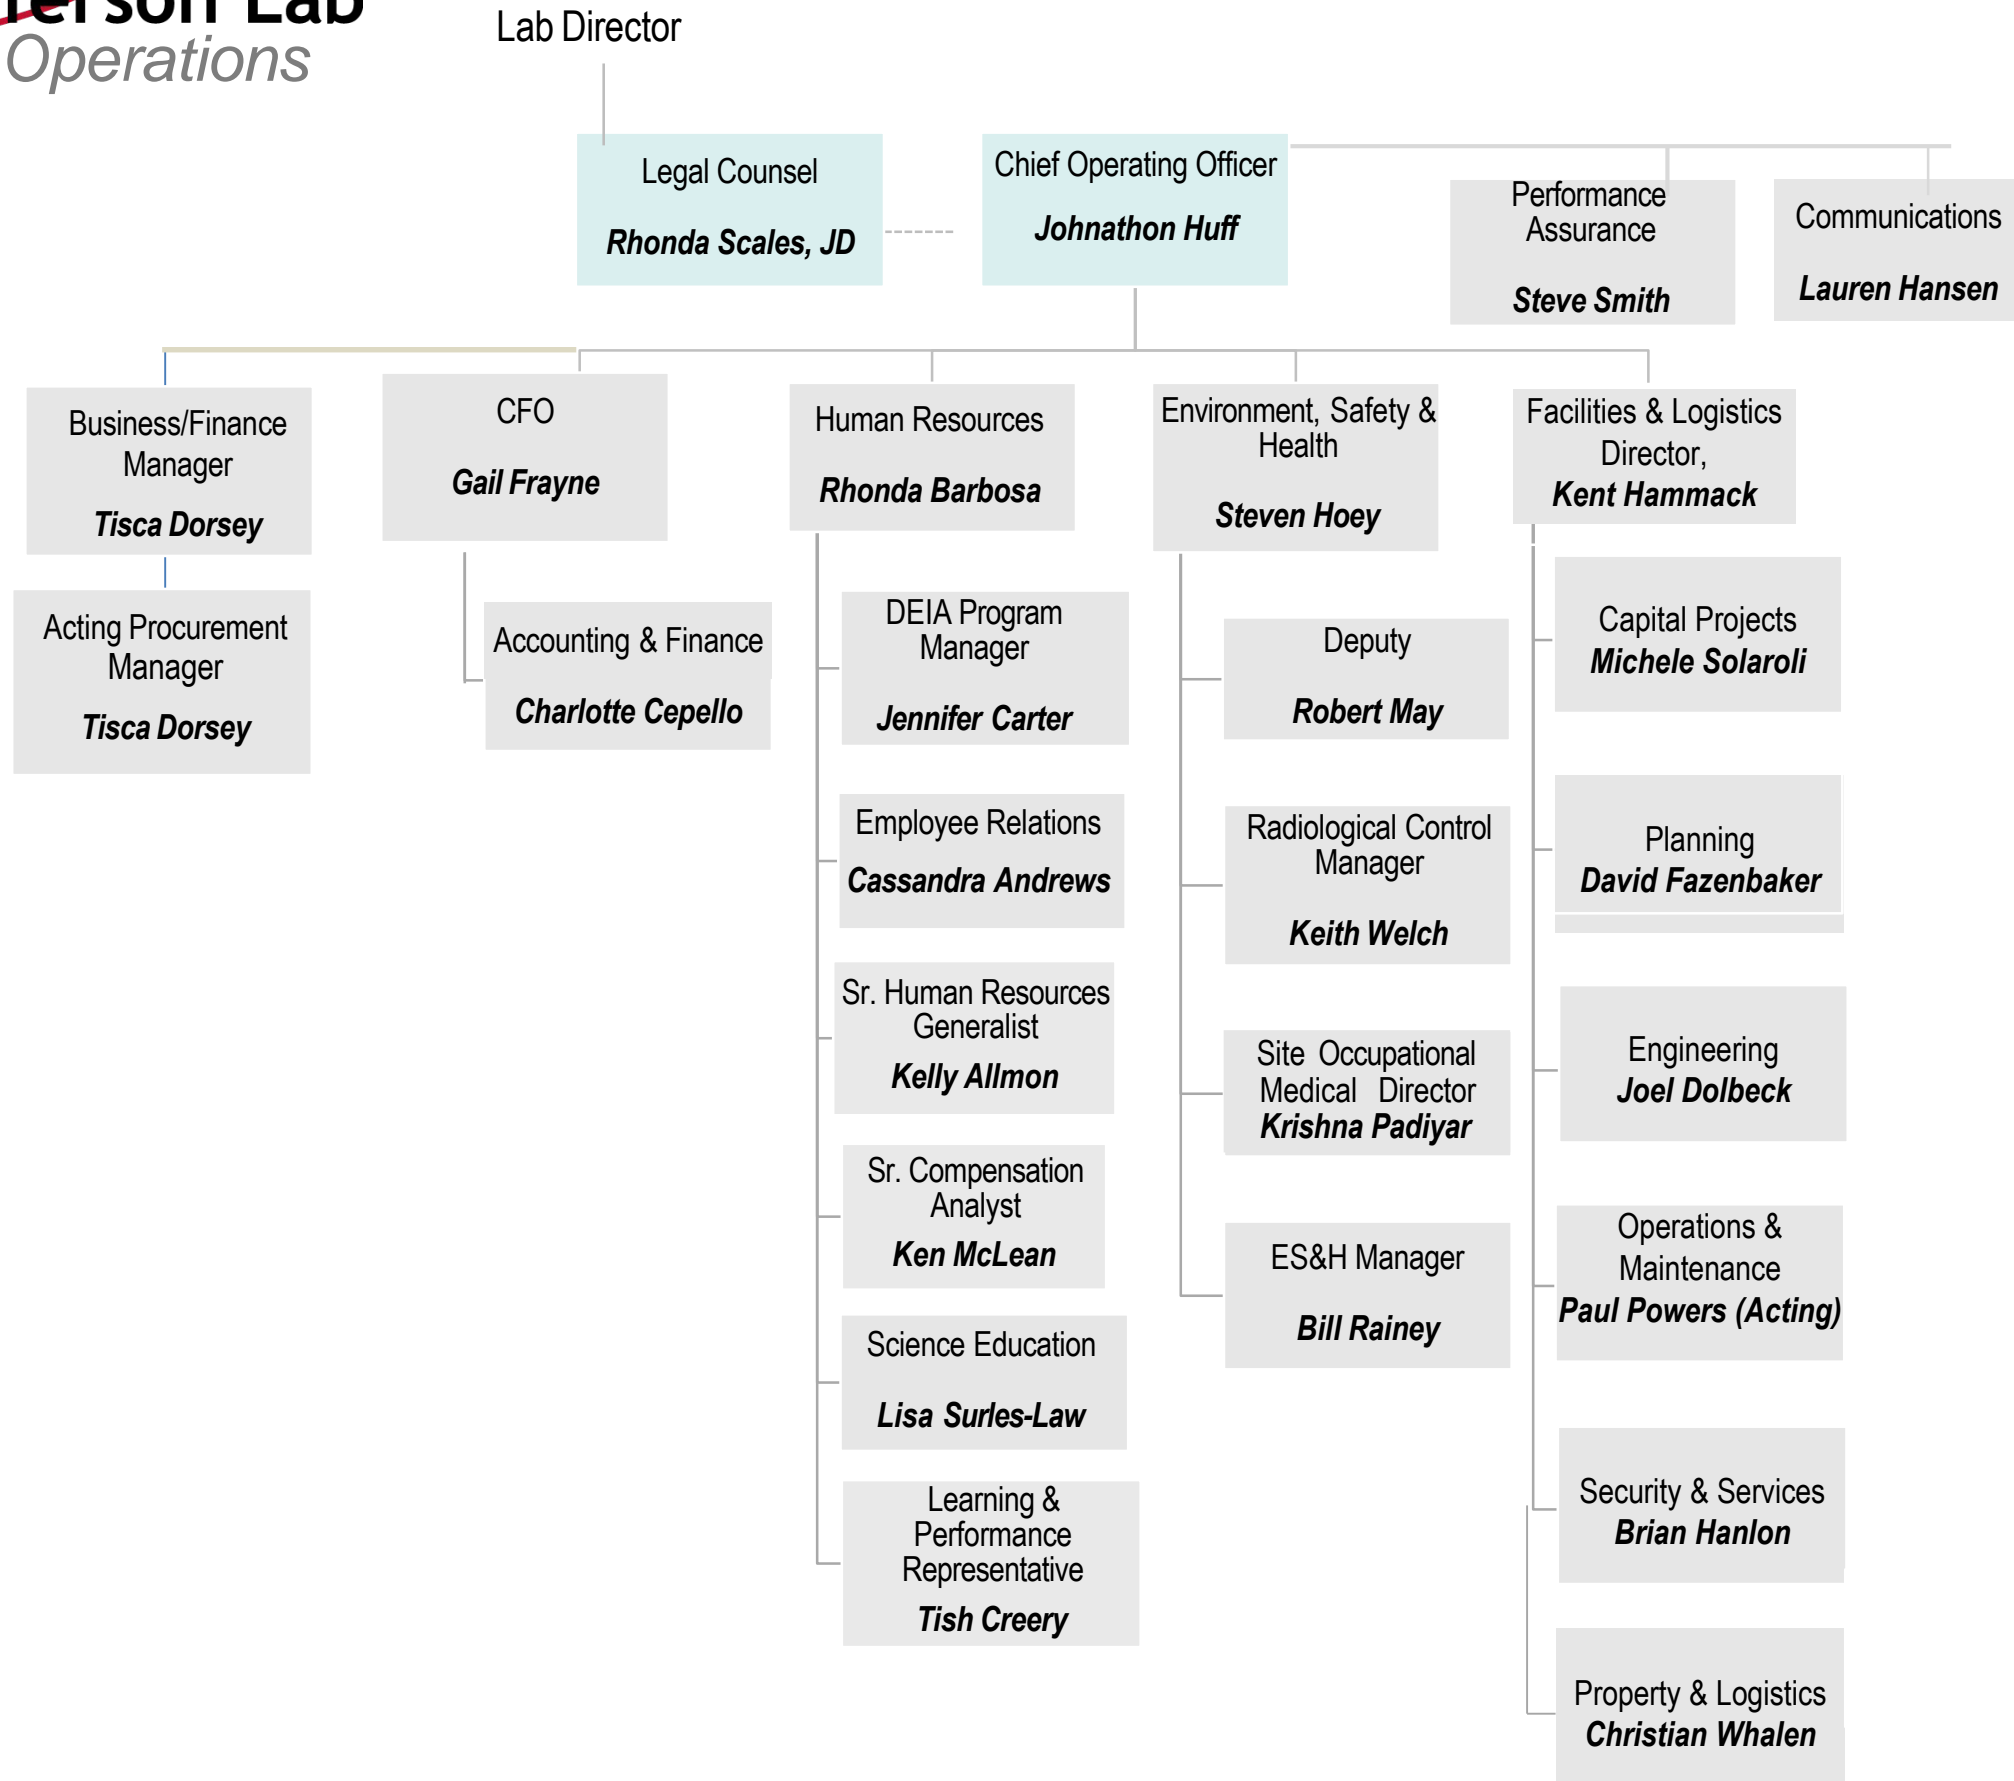 Lab
Operations
Lab Director
Legal Counsel
Rhonda Scales, JD
Chief Operating Officer
Johnathon Huff
Performance
Assurance
Steve Smith
Communications
Lauren Hansen
Business/Finance
Manager
Tisca Dorsey
Acting Procurement
Manager
Tisca Dorsey
CFO
Gail Frayne
Accounting & Finance
Charlotte Cepello
Human Resources
Rhonda Barbosa
DEIA Program
Manager
Jennifer Carter
Employee Relations
Cassandra Andrews
Sr. Human Resources
Generalist
Kelly Allmon
Sr. Compensation
Analyst
Ken McLean
Science Education
Lisa Surles-Law
Learning &
Performance
Representative
Tish Creery
Environment, Safety &
Health
Steven Hoey
Deputy
Robert May
Radiological Control
Manager
Keith Welch
Site Occupational
Medical Director
Krishna Padiyar
ES&H Manager
Bill Rainey
Facilities & Logistics
Director,
Kent Hammack
Capital Projects
Michele Solaroli
Planning
David Fazenbaker
Engineering
Joel Dolbeck
Operations &
Maintenance
Paul Powers (Acting)
Security & Services
Brian Hanlon
Property & Logistics
Christian Whalen